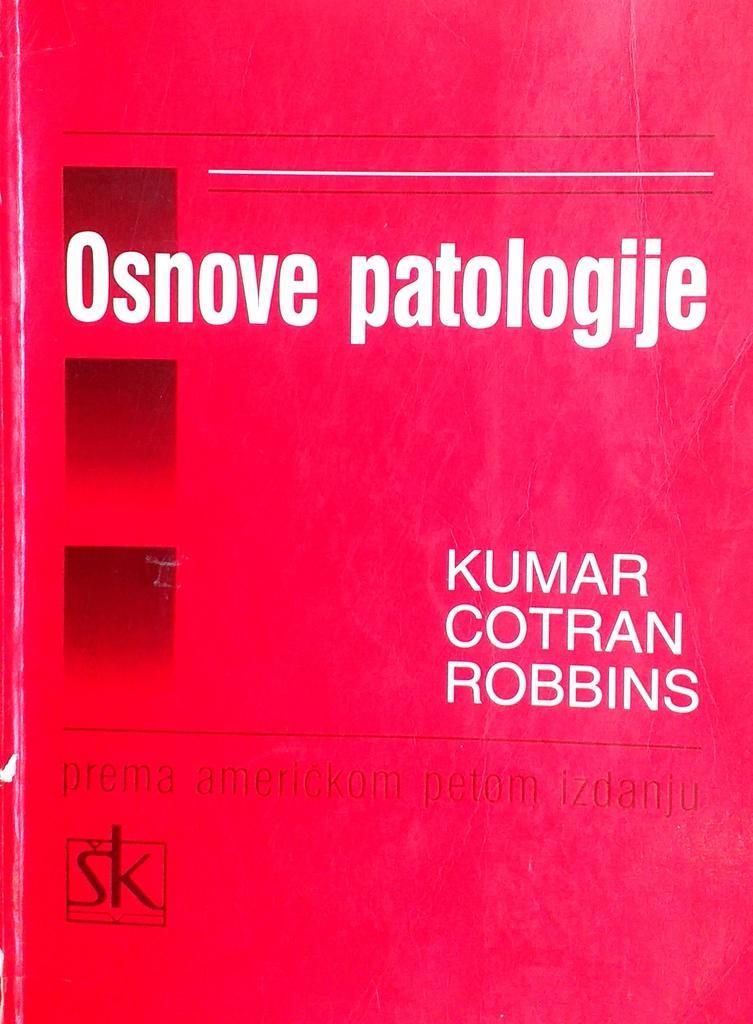 Osnove patologije
KUMAR
COTRAN
ROBBINS
prema američkom petom izdanju
šk